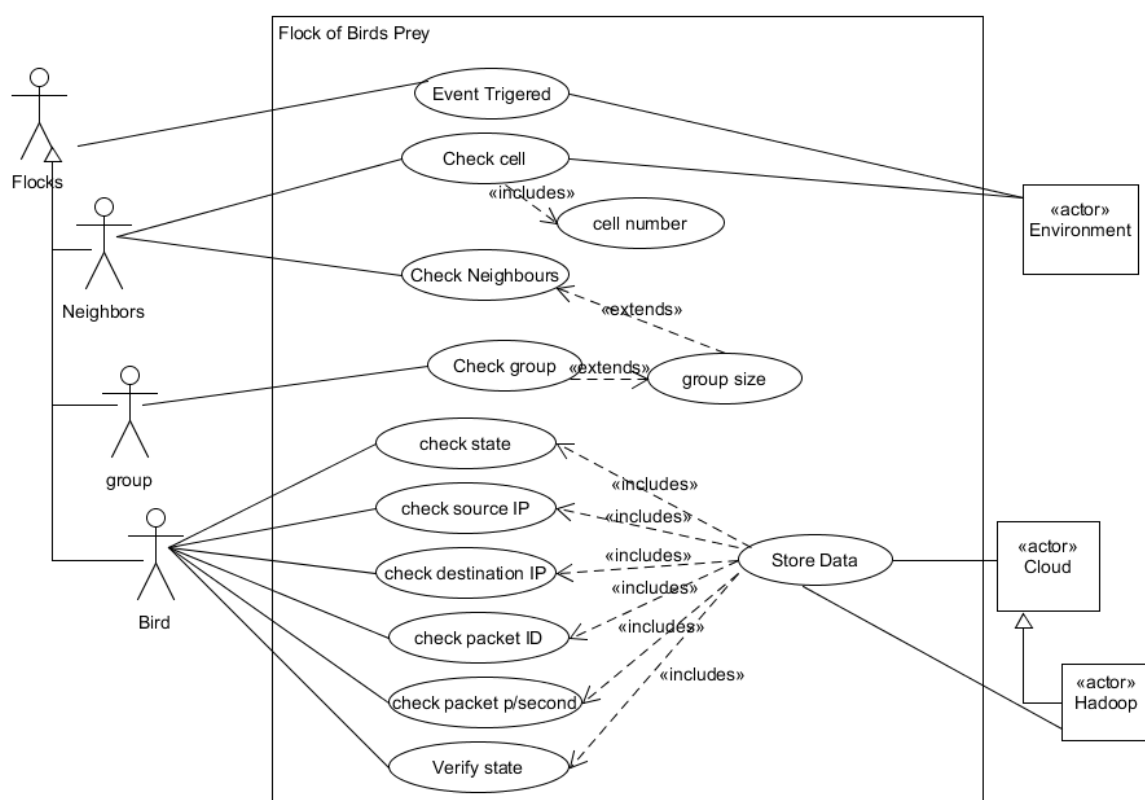 Flock of Birds Prey
Event Trigered
Flocks
Check cell
«includes»
cell number
«actor»
Environment
Neighbors
Check Neighbours
«extends»
Check group
«extends»
group size
group
check state
«includes»
check source IP
«includes»
check destination IP
«includes»
Store Data
«actor»
Cloud
«includes»
Bird
check packet ID
«includes»
check packet p/second
«includes»
«actor»
Hadoop
Verify state